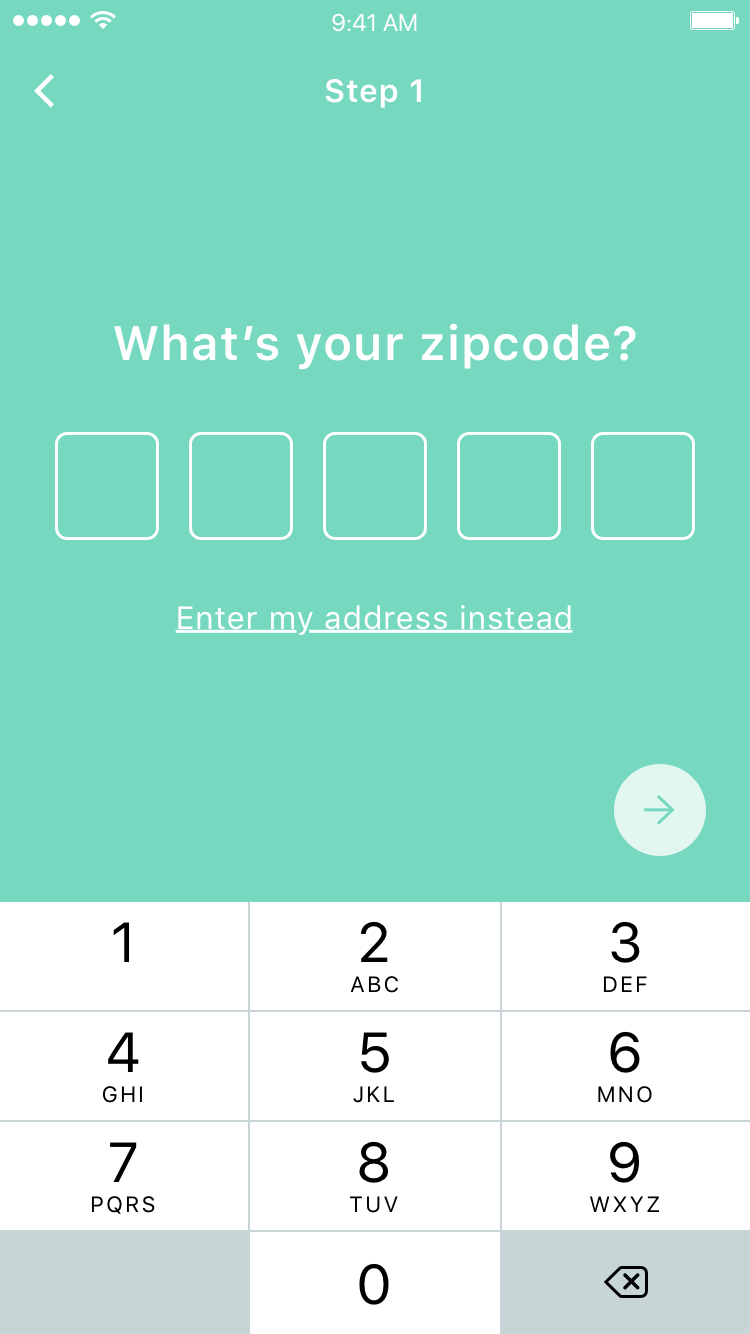 9:41 AM
Step 1
What’s your zipcode?
Enter my address instead
1 2 3
ABC DEF
4 5 6
GHI JKL MNO
7 8 9
PQRS TUV WXYZ
0